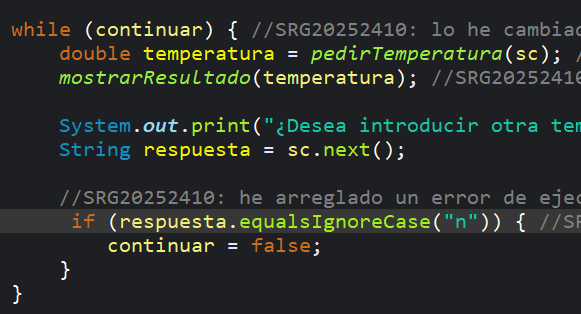 while (continuar) { //SRG20252410: lo he cambiad
double temperatura = pedirTemperatura(sc); /
mostrarResultado(temperatura); //SRG20252410
System.out.print("¿Desea introducir otra tem
String respuesta = sc.next();
//SRG20252410: he arreglado un error de ejec
if (respuesta.equalsIgnoreCase("n")) { //SR
continuar = false;
}
}